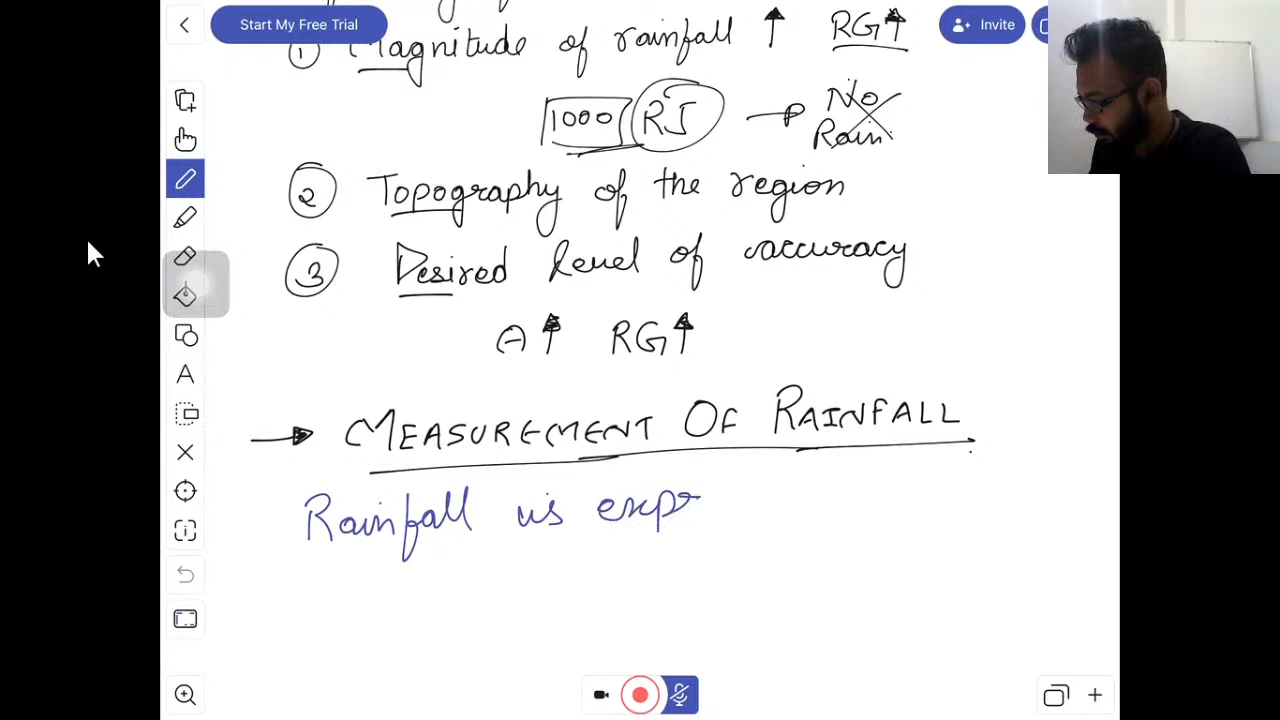 Start My Free Trial
Invite
① Magnitude of rainfall ↑ RG↑
1000 RJ → No
Rain
② Topography of the region
③ Desired level of accuracy
A ↑ RG ↑
→ MEASUREMENT OF RAINFALL
Rainfall is expr